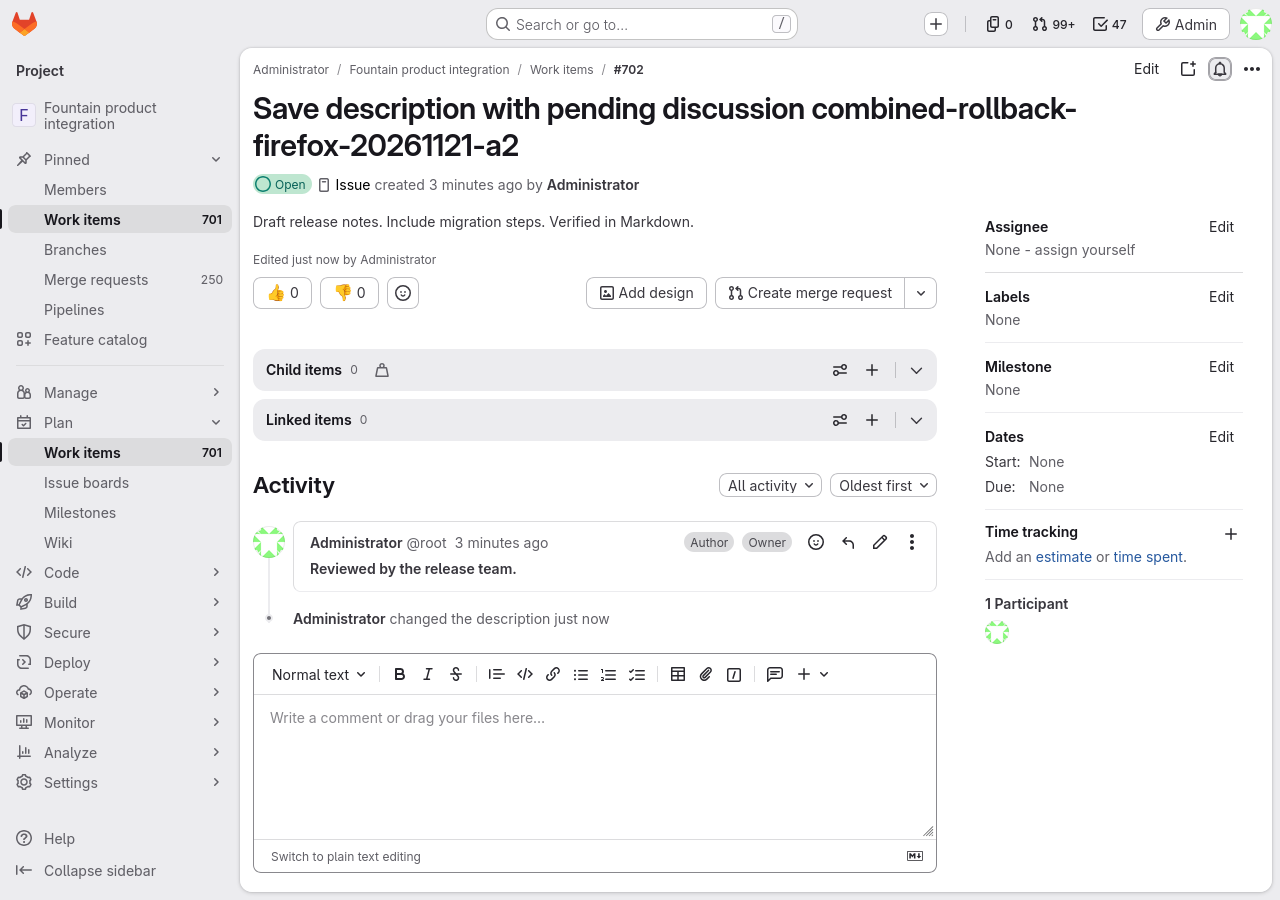 Search or go to...
/
0
99+
47
Admin
Project
F
Fountain product
integration
Pinned
Members
Work items 701
Branches
Merge requests 250
Pipelines
Feature catalog
Manage
Plan
Work items 701
Issue boards
Milestones
Wiki
Code
Build
Secure
Deploy
Operate
Monitor
Analyze
Settings
Help
Collapse sidebar
Administrator / Fountain product integration / Work items / #702
Edit
Save description with pending discussion combined-rollback-
firefox-20261121-a2
Open Issue created 3 minutes ago by Administrator
Draft release notes. Include migration steps. Verified in Markdown.
Edited just now by Administrator
👍 0
👎 0
Add design
Create merge request
Child items 0
Linked items 0
Activity
All activity
Oldest first
Administrator @root 3 minutes ago
Author
Owner
Reviewed by the release team.
Administrator changed the description just now
Normal text
B I S
Write a comment or drag your files here...
Switch to plain text editing
Assignee Edit
None - assign yourself
Labels Edit
None
Milestone Edit
None
Dates Edit
Start: None
Due: None
Time tracking
Add an estimate or time spent.
1 Participant